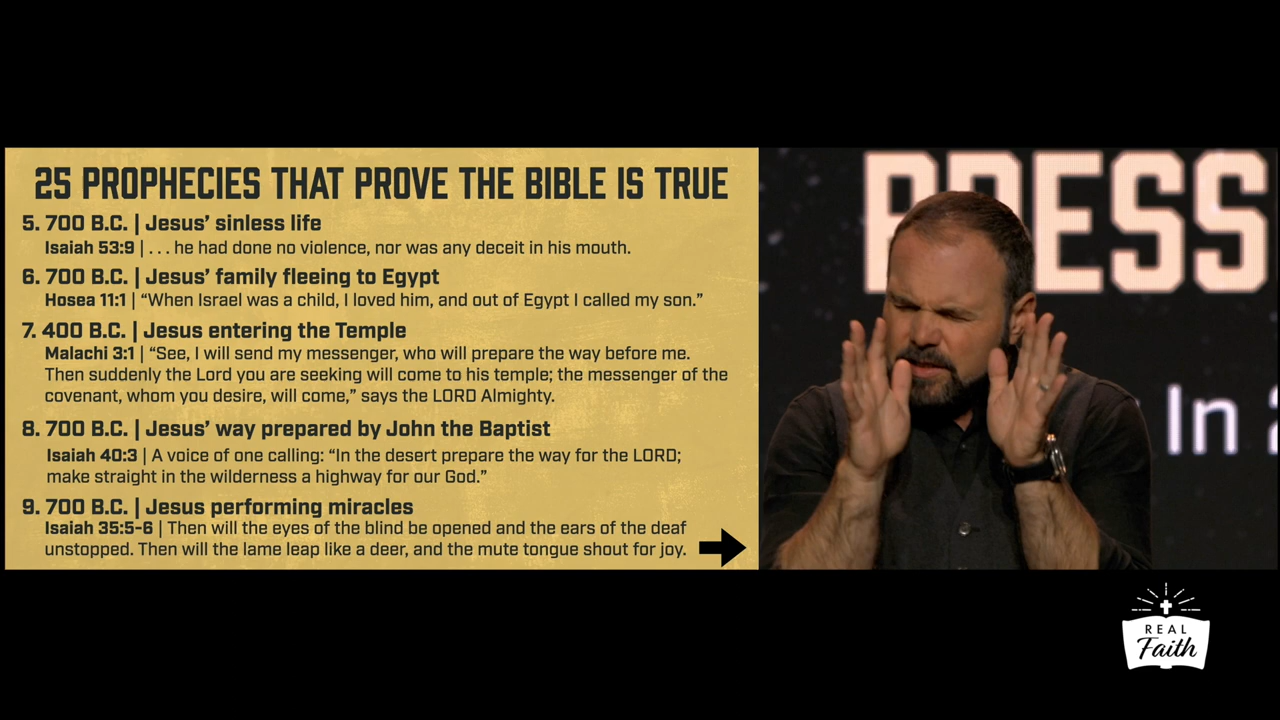 25 PROPHECIES THAT PROVE THE BIBLE IS TRUE
5. 700 B.C. | Jesus’ sinless life
Isaiah 53:9 | . . . he had done no violence, nor was any deceit in his mouth.
6. 700 B.C. | Jesus’ family fleeing to Egypt
Hosea 11:1 | “When Israel was a child, I loved him, and out of Egypt I called my son.”
7. 400 B.C. | Jesus entering the Temple
Malachi 3:1 | “See, I will send my messenger, who will prepare the way before me.
Then suddenly the Lord you are seeking will come to his temple; the messenger of the
covenant, whom you desire, will come,” says the LORD Almighty.
8. 700 B.C. | Jesus’ way prepared by John the Baptist
Isaiah 40:3 | A voice of one calling: “In the desert prepare the way for the LORD;
make straight in the wilderness a highway for our God.”
9. 700 B.C. | Jesus performing miracles
Isaiah 35:5-6 | Then will the eyes of the blind be opened and the ears of the deaf
unstopped. Then will the lame leap like a deer, and the mute tongue shout for joy.
PRESS
In 2
REAL
Faith